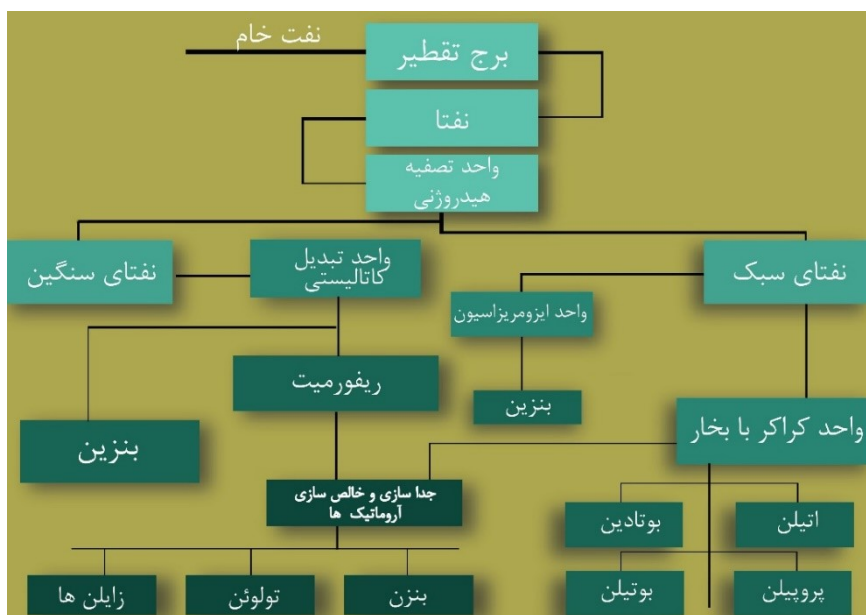 نفت خام
برج تقطیر
نفتا
واحد تصفیه
هیدروژنی
نفتای سبک
واحد تبدیل
کاتالیستی
نفتای سنگین
واحد ایزومریزاسیون
ریفورمیت
بنزین
واحد کراکر با بخار
بنزین
جدا سازی و خالص سازی
آروماتیک ها
اتیلن
بوتادین
پروپیلن
بوتیلن
بنزن
تولوئن
زایلن ها